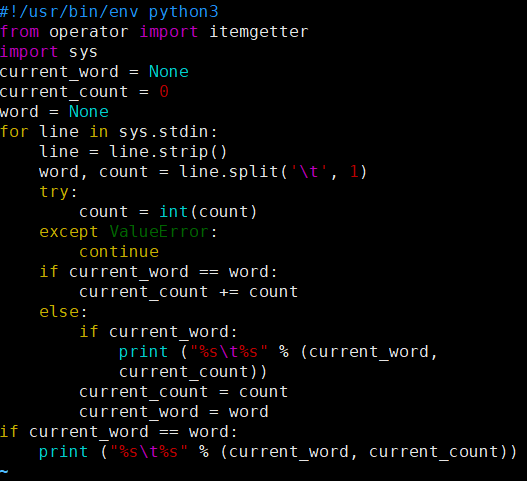 #!/usr/bin/env python3
from operator import itemgetter
import sys
current_word = None
current_count = 0
word = None
for line in sys.stdin:
    line = line.strip()
    word, count = line.split('\t', 1)
    try:
        count = int(count)
    except ValueError:
        continue
    if current_word == word:
        current_count += count
    else:
        if current_word:
            print ("%s\t%s" % (current_word,
            current_count))
        current_count = count
        current_word = word
if current_word == word:
    print ("%s\t%s" % (current_word, current_count))
~